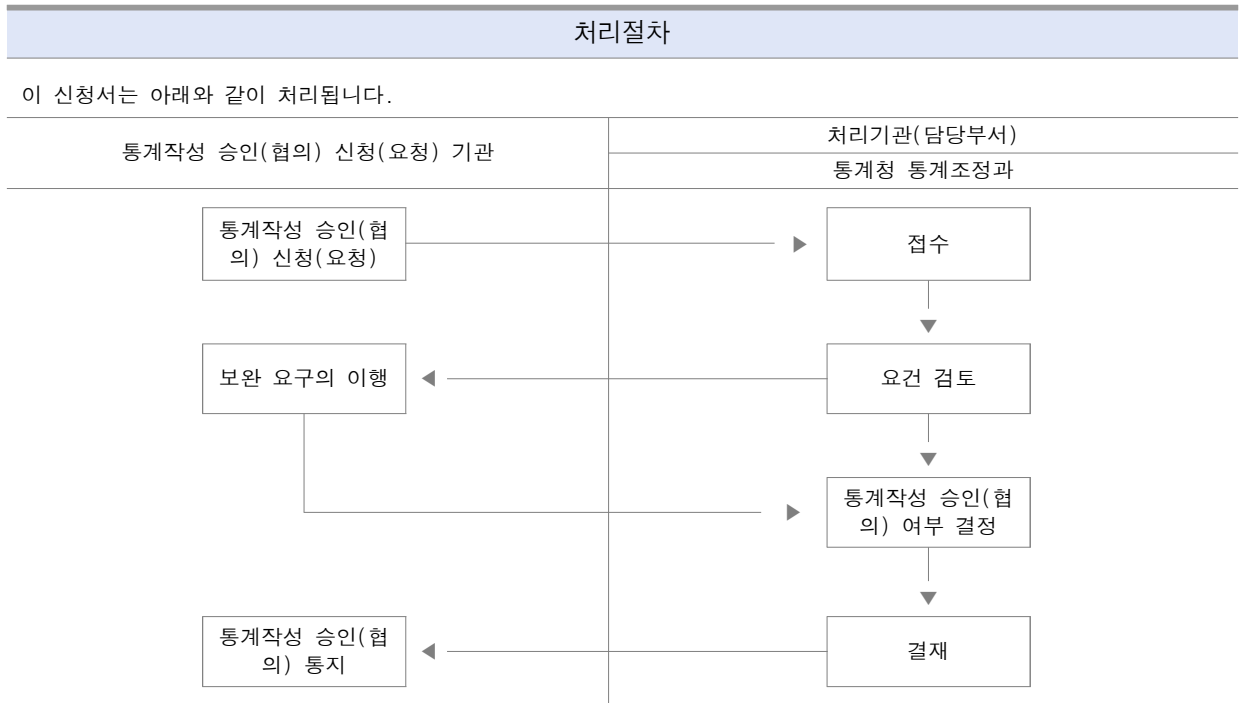 처리절차
이 신청서는 아래와 같이 처리됩니다.
통계작성 승인(협의) 신청(요청) 기관
처리기관(담당부서)
통계청 통계조정과
통계작성 승인(협
의) 신청(요청)
접수
보완 요구의 이행
요건 검토
통계작성 승인(협
의) 여부 결정
통계작성 승인(협
의) 통지
결재